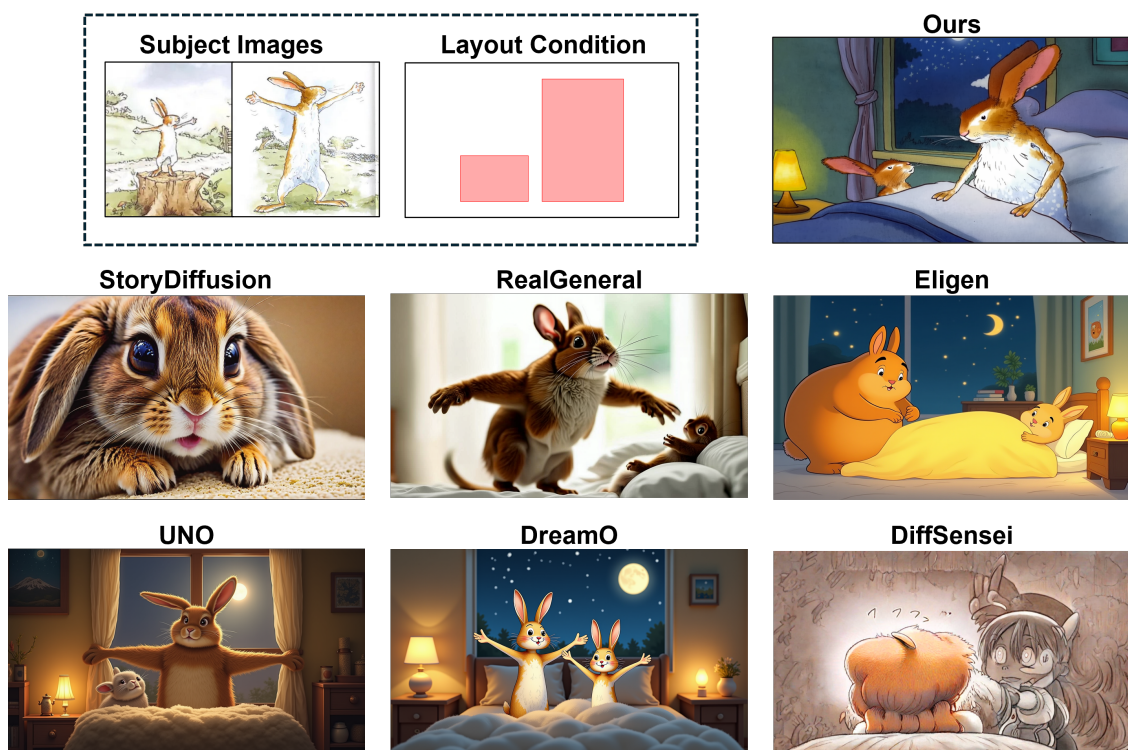 Subject Images
Layout Condition
Ours
StoryDiffusion
RealGeneral
Eligen
UNO
DreamO
DiffSensei